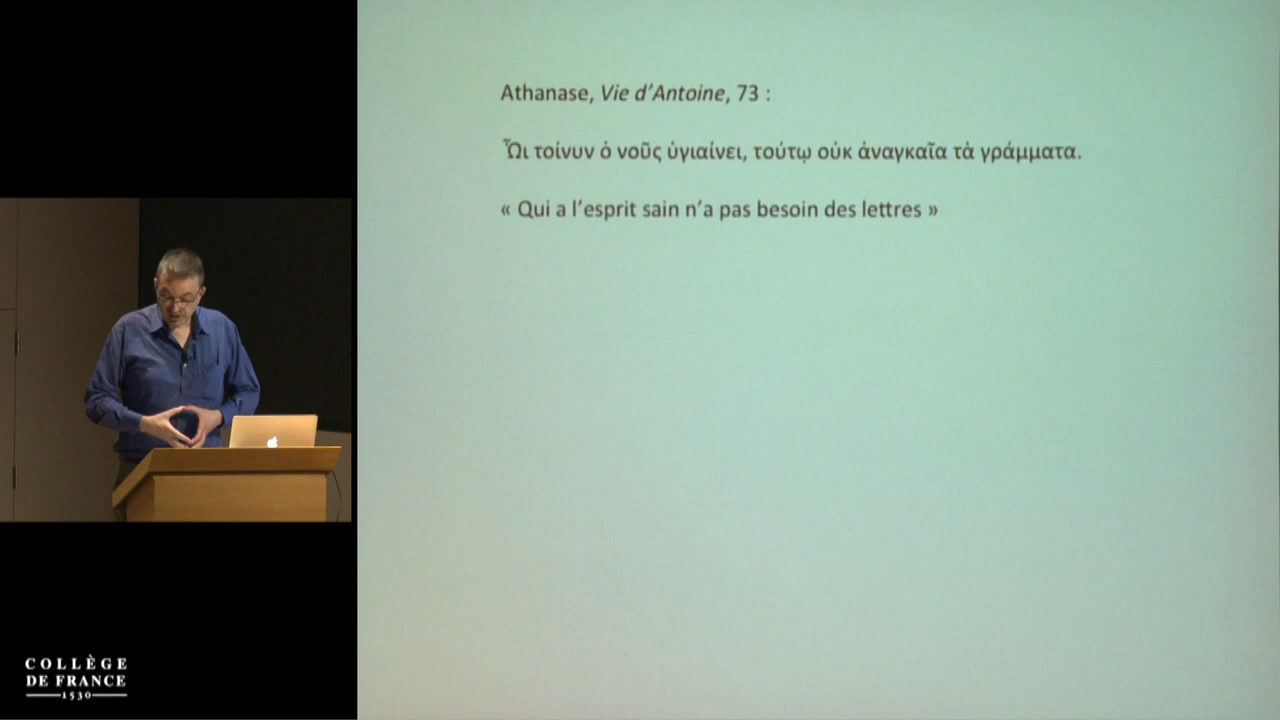 Athanase, Vie d’Antoine, 73 :
Ὧι τοίνυν ὁ νοῦς ὑγιαίνει, τούτῳ οὐκ ἀναγκαῖα τὰ γράμματα.
« Qui a l’esprit sain n’a pas besoin des lettres »
COLLÈGE
DE FRANCE
1530